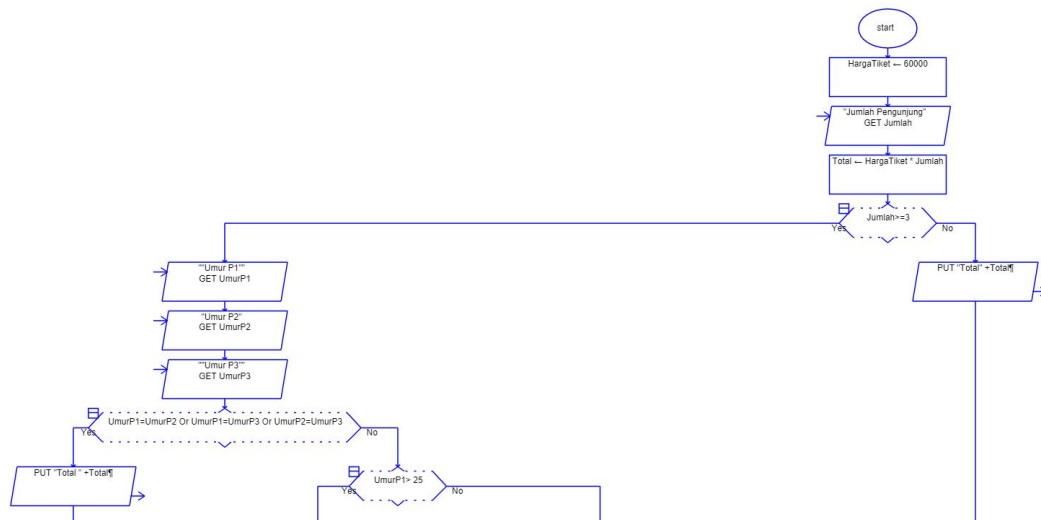 start
HargaTiket ← 60000
"Jumlah Pengunjung"
GET Jumlah
Total ← HargaTiket * Jumlah
Jumlah>=3
Yes
No
""Umur P1""
GET UmurP1
PUT "Total" +Total¶
"Umur P2"
GET UmurP2
""Umur P3""
GET UmurP3
UmurP1=UmurP2 Or UmurP1=UmurP3 Or UmurP2=UmurP3
Yes
No
PUT "Total " +Total¶
UmurP1> 25
Yes
No